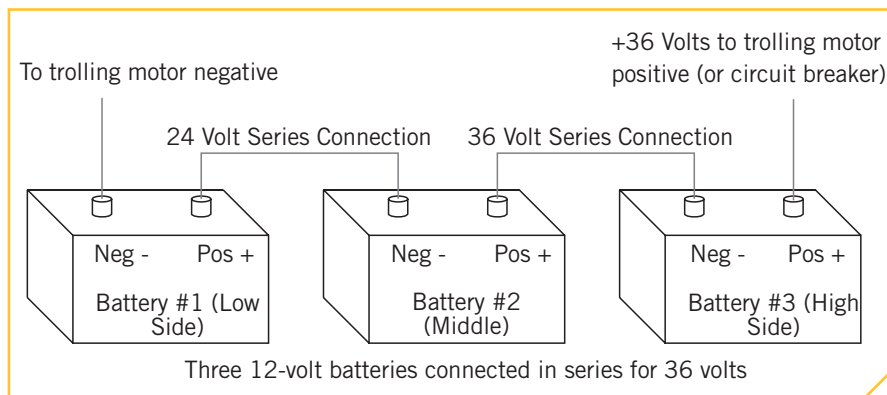 +36 Volts to trolling motor
positive (or circuit breaker)
To trolling motor negative
24 Volt Series Connection
36 Volt Series Connection
Neg -
Pos +
Battery #1 (Low
Side)
Neg -
Pos +
Battery #2
(Middle)
Neg -
Pos +
Battery #3 (High
Side)
Three 12-volt batteries connected in series for 36 volts